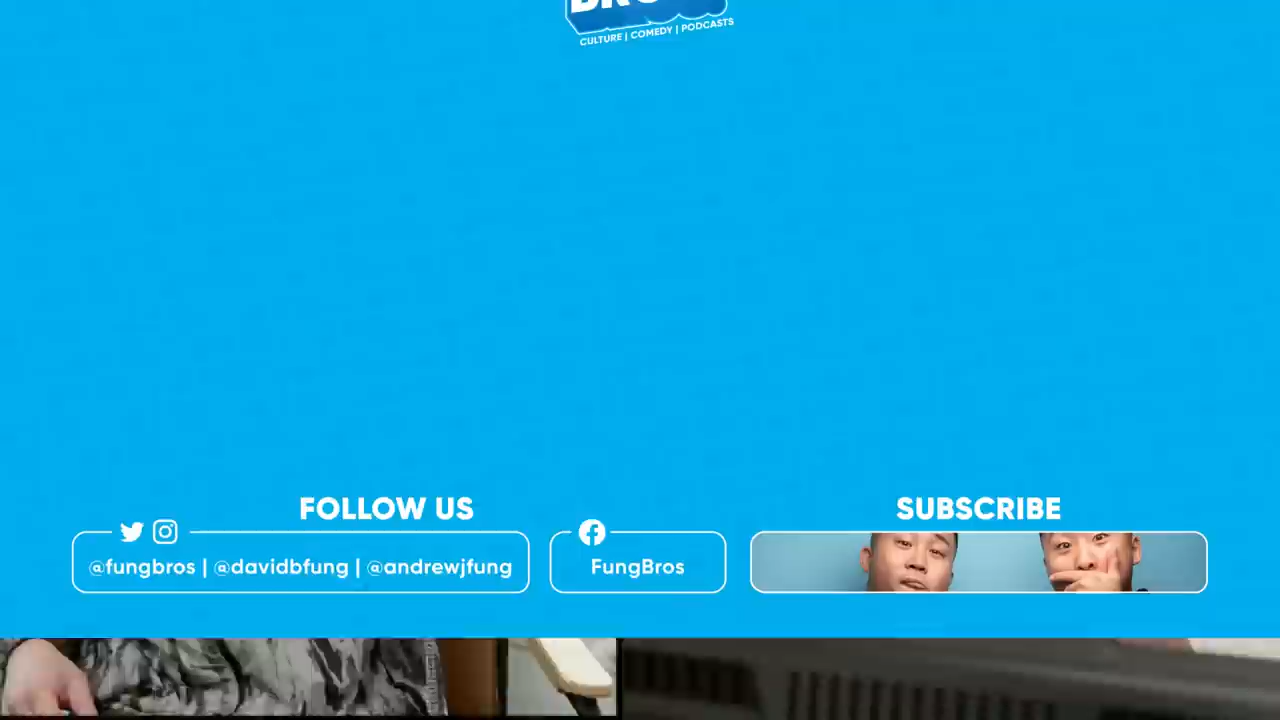 CULTURE | COMEDY | PODCASTS
FOLLOW US
@fungbros | @davidbfung | @andrewjfung
FungBros
SUBSCRIBE